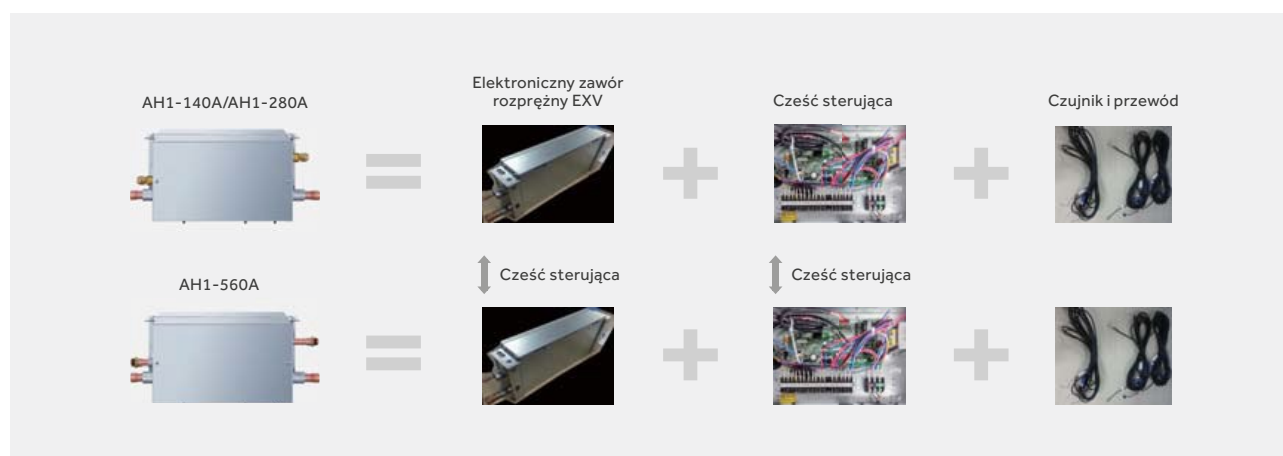 Elektroniczny zawór
rozprężny EXV
AH1-140A/AH1-280A
Cześć sterująca
Czujnik i przewód
Cześć sterująca
Cześć sterująca
AH1-560A